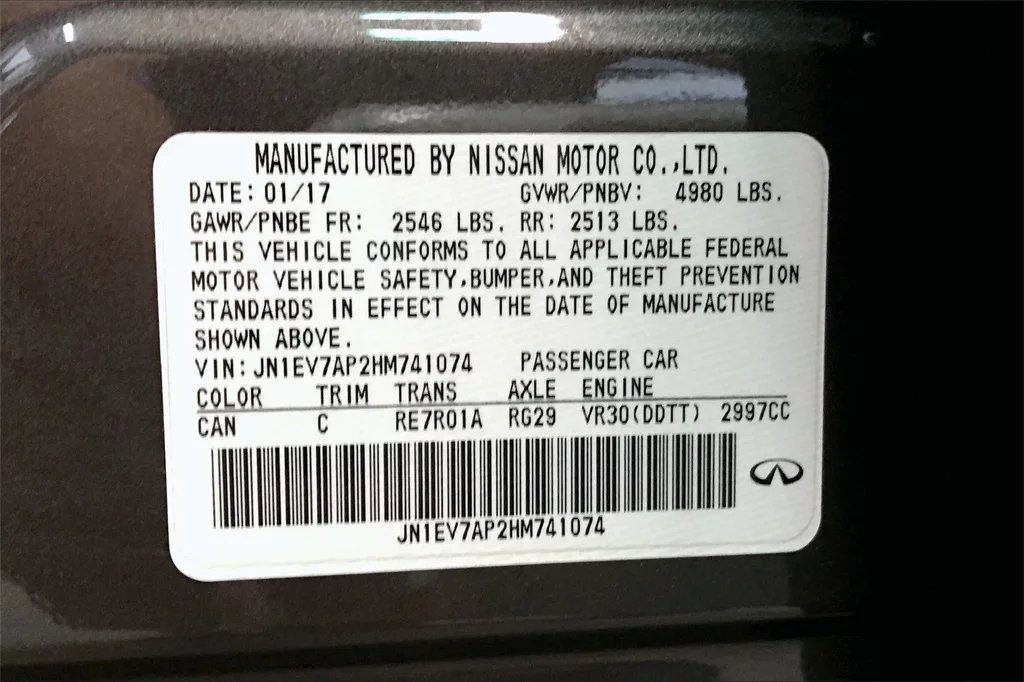 MANUFACTURED BY NISSAN MOTOR CO.,LTD.
DATE: 01/17 GVWR/PNBV: 4980 LBS.
GAWR/PNBE FR: 2546 LBS. RR: 2513 LBS.
THIS VEHICLE CONFORMS TO ALL APPLICABLE FEDERAL
MOTOR VEHICLE SAFETY,BUMPER,AND THEFT PREVENTION
STANDARDS IN EFFECT ON THE DATE OF MANUFACTURE
SHOWN ABOVE.
VIN: JN1EV7AP2HM741074 PASSENGER CAR
COLOR TRIM TRANS AXLE ENGINE
CAN C RE7R01A RG29 VR30(DDTT) 2997CC
JN1EV7AP2HM741074